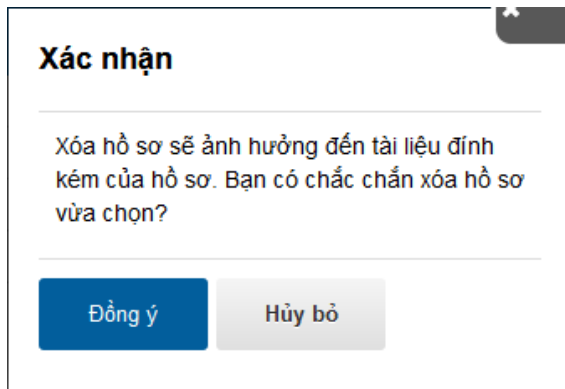 Xác nhận
Xóa hồ sơ sẽ ảnh hưởng đến tài liệu đính
kém của hồ sơ. Bạn có chắc chắn xóa hồ sơ
vừa chọn?
Đồng ý
Hủy bỏ